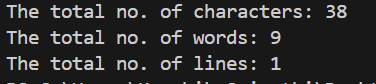 The total no. of characters: 38
The total no. of words: 9
The total no. of lines: 1